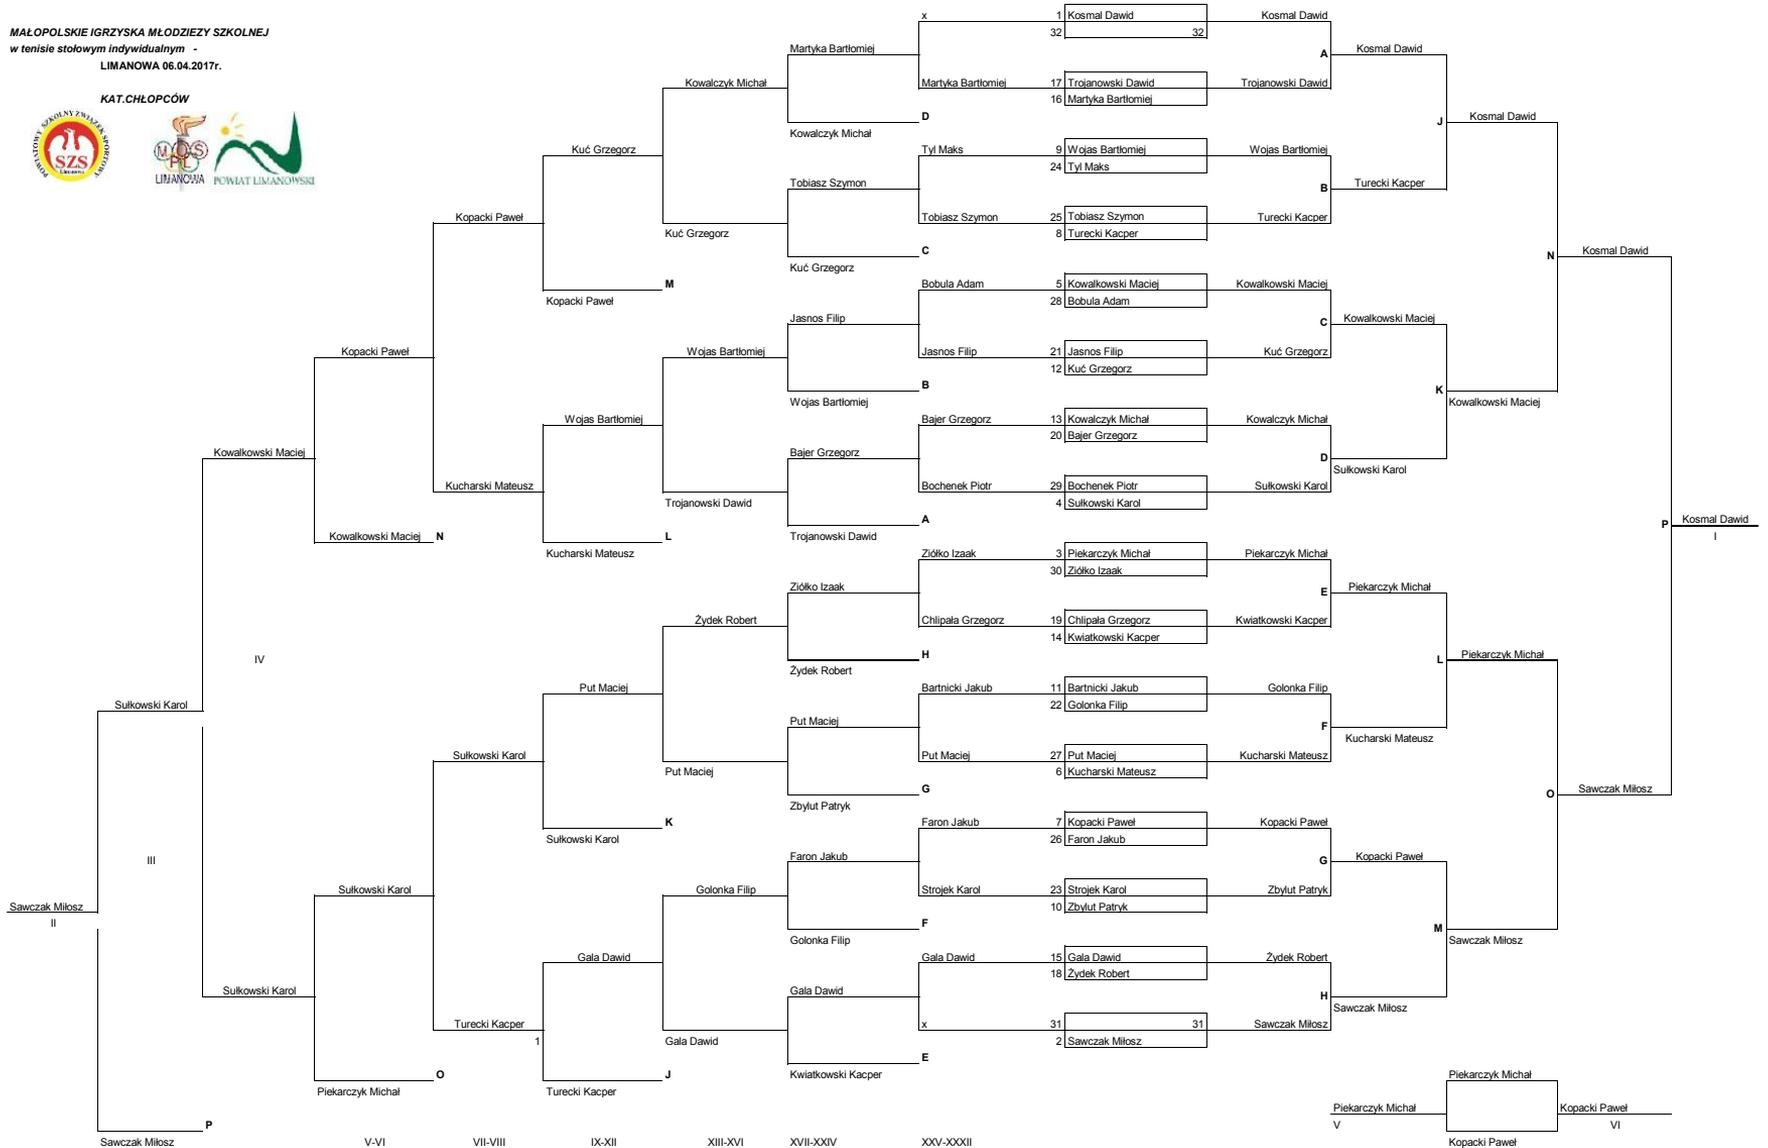 MAŁOPOLSKIE IGRZYSKA MŁODZIEZY SZKOLNEJ
w tenisie stołowym indywidualnym -
LIMANOWA 06.04.2017r.
KAT.CHŁOPCÓW
POWIATOWY SZKOLNY ZWIĄZEK SPORTOWY
SZS
LIMANOWA
LIMANOWA
POWIAT LIMANOWSKI
x 1 Kosmal Dawid Kosmal Dawid
32 32
Martyka Bartłomiej A Kosmal Dawid
Kowalczyk Michał Martyka Bartłomiej 17 Trojanowski Dawid Trojanowski Dawid
16 Martyka Bartłomiej
D J Kosmal Dawid
Kowalczyk Michał
Kuć Grzegorz Tyl Maks 9 Wojas Bartłomiej Wojas Bartłomiej
24 Tyl Maks
Tobiasz Szymon B Turecki Kacper
Kopacki Paweł Tobiasz Szymon 25 Tobiasz Szymon Turecki Kacper
Kuć Grzegorz 8 Turecki Kacper
C N Kosmal Dawid
Kuć Grzegorz
M Bobula Adam 5 Kowalkowski Maciej Kowalkowski Maciej
Kopacki Paweł 28 Bobula Adam
Jasnos Filip C Kowalkowski Maciej
Kopacki Paweł Wojas Bartłomiej Jasnos Filip 21 Jasnos Filip Kuć Grzegorz
12 Kuć Grzegorz
B K
Wojas Bartłomiej Kowalkowski Maciej
Wojas Bartłomiej Bajer Grzegorz 13 Kowalczyk Michał Kowalczyk Michał
20 Bajer Grzegorz
Kowalkowski Maciej Bajer Grzegorz D
Sułkowski Karol
Kucharski Mateusz Bochenek Piotr 29 Bochenek Piotr Sułkowski Karol
Trojanowski Dawid 4 Sułkowski Karol
A P Kosmal Dawid
Kowalkowski Maciej N L Trojanowski Dawid I
Kucharski Mateusz Ziółko Izaak 3 Piekarczyk Michał Piekarczyk Michał
30 Ziółko Izaak
Ziółko Izaak E Piekarczyk Michał
Żydek Robert Chlipała Grzegorz 19 Chlipała Grzegorz Kwiatkowski Kacper
14 Kwiatkowski Kacper
IV H L Piekarczyk Michał
Żydek Robert
Put Maciej Bartnicki Jakub 11 Bartnicki Jakub Golonka Filip
Sułkowski Karol 22 Golonka Filip
Put Maciej F
Kucharski Mateusz
Sułkowski Karol Put Maciej 27 Put Maciej Kucharski Mateusz
Put Maciej 6 Kucharski Mateusz
G O Sawczak Miłosz
Zbylut Patryk
K Faron Jakub 7 Kopacki Paweł Kopacki Paweł
Sułkowski Karol 26 Faron Jakub
III Faron Jakub G Kopacki Paweł
Sułkowski Karol Golonka Filip Strojek Karol 23 Strojek Karol Zbylut Patryk
Sawczak Miłosz 10 Zbylut Patryk
II F M
Golonka Filip Sawczak Miłosz
Gala Dawid Gala Dawid 15 Gala Dawid Żydek Robert
18 Żydek Robert
Sułkowski Karol Gala Dawid H
Sawczak Miłosz
Turecki Kacper x 31 31 Sawczak Miłosz
1 Gala Dawid 2 Sawczak Miłosz
E
O J Kwiatkowski Kacper Piekarczyk Michał
Piekarczyk Michał Turecki Kacper
Piekarczyk Michał Kopacki Paweł
P V VI
Sawczak Miłosz V-VI VII-VIII IX-XII XIII-XVI XVII-XXIV XXV-XXXII Kopacki Paweł